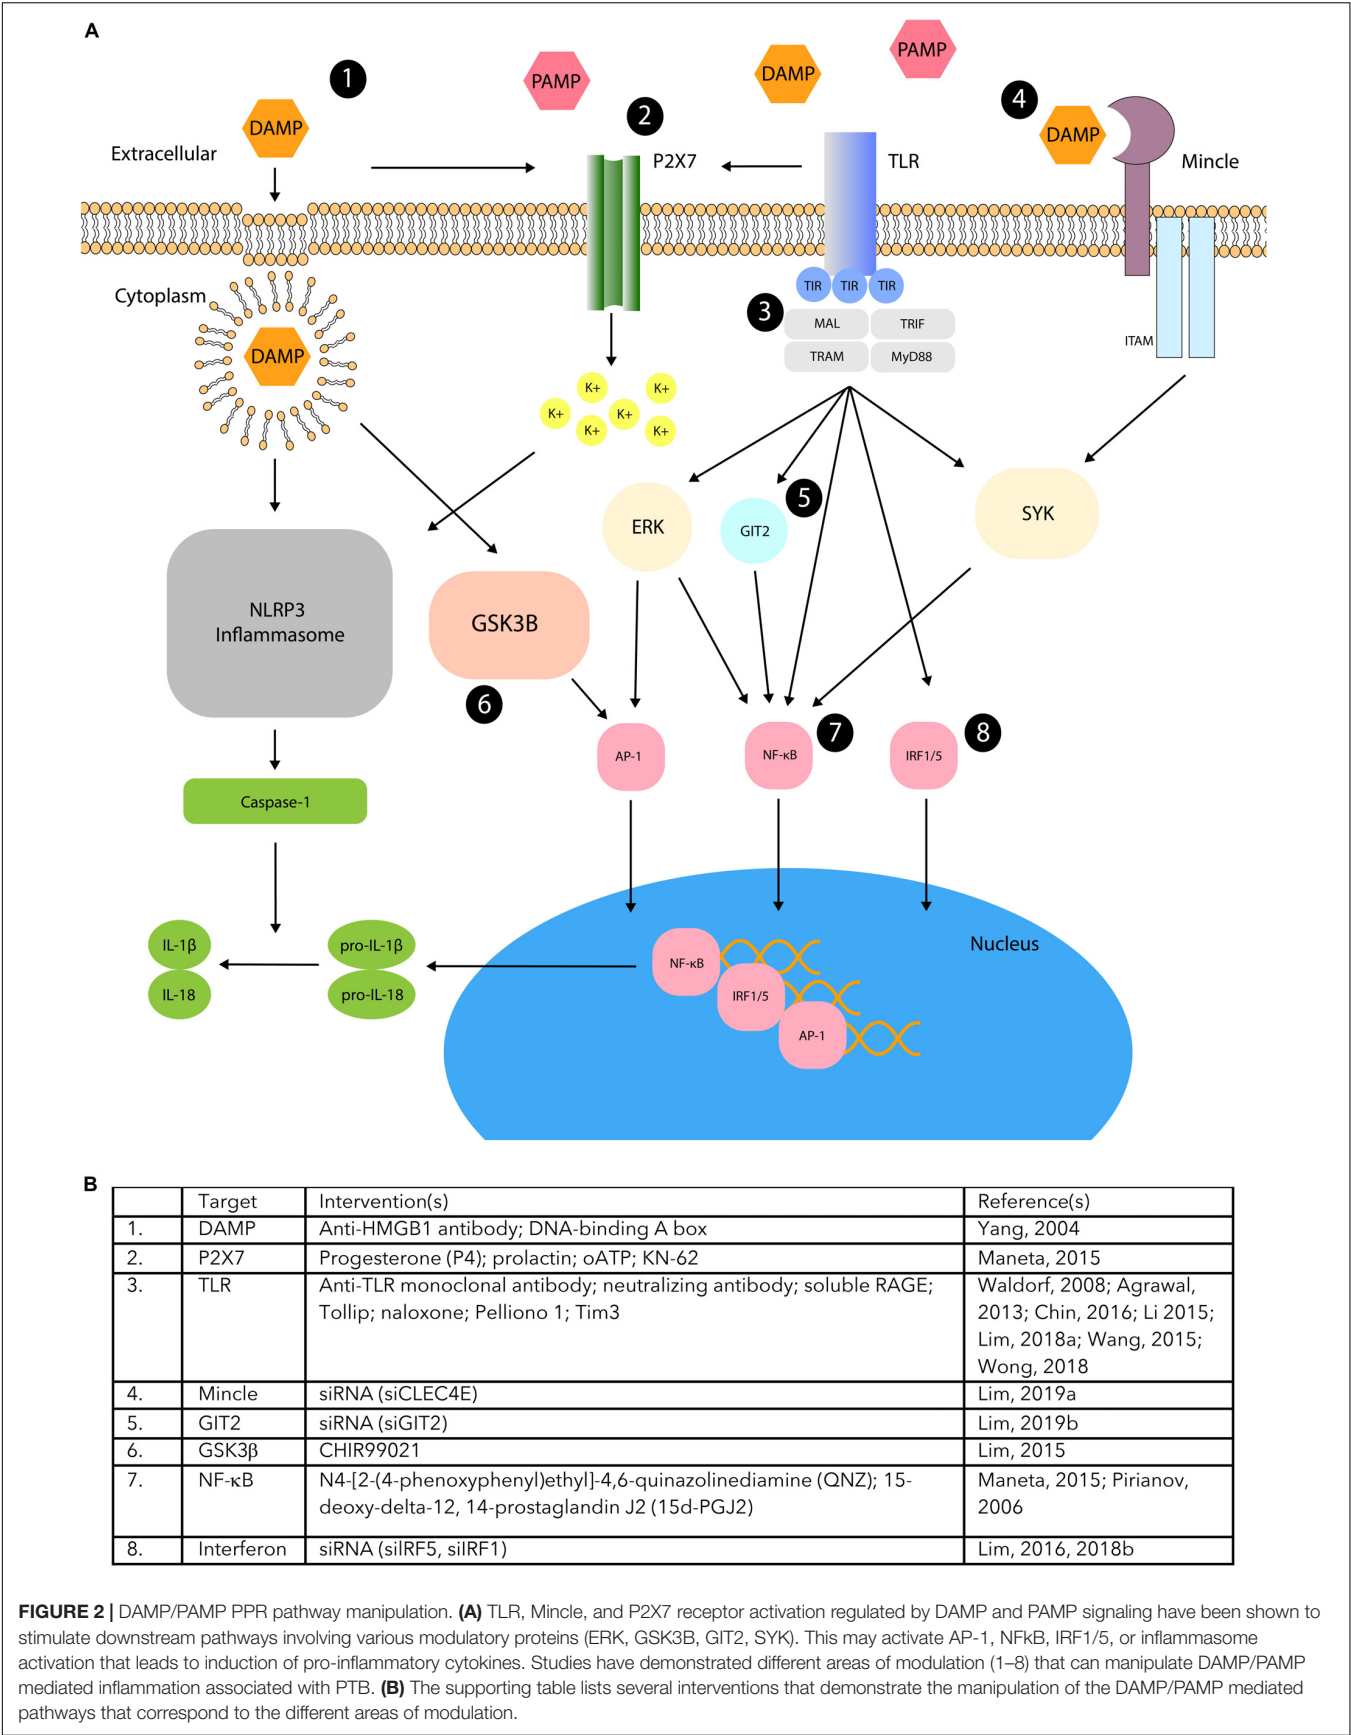 A
1
PAMP
DAMP
PAMP
4
DAMP
2
DAMP
Extracellular
P2X7
TLR
Mincle
Cytoplasm
TIR TIR TIR
3
MAL TRIF
TRAM MyD88
ITAM
DAMP
K+ K+
K+ K+
K+ K+
5
ERK
GIT2
SYK
NLRP3
Inflammasome
GSK3B
6
7
8
AP-1
NF-κB
IRF1/5
Caspase-1
IL-1β
pro-IL-1β
Nucleus
NF-κB
IL-18
pro-IL-18
IRF1/5
AP-1
B
Target Intervention(s) Reference(s)
1. DAMP Anti-HMGB1 antibody; DNA-binding A box Yang, 2004
2. P2X7 Progesterone (P4); prolactin; oATP; KN-62 Maneta, 2015
3. TLR Anti-TLR monoclonal antibody; neutralizing antibody; soluble RAGE; Waldorf, 2008; Agrawal,
Tollip; naloxone; Pelliono 1; Tim3 2013; Chin, 2016; Li 2015;
Lim, 2018a; Wang, 2015;
Wong, 2018
4. Mincle siRNA (siCLEC4E) Lim, 2019a
5. GIT2 siRNA (siGIT2) Lim, 2019b
6. GSK3β CHIR99021 Lim, 2015
7. NF-κB N4-[2-(4-phenoxyphenyl)ethyl]-4,6-quinazolinediamine (QNZ); 15- Maneta, 2015; Pirianov,
deoxy-delta-12, 14-prostaglandin J2 (15d-PGJ2) 2006
8. Interferon siRNA (siIRF5, siIRF1) Lim, 2016, 2018b
FIGURE 2 | DAMP/PAMP PPR pathway manipulation. (A) TLR, Mincle, and P2X7 receptor activation regulated by DAMP and PAMP signaling have been shown to
stimulate downstream pathways involving various modulatory proteins (ERK, GSK3B, GIT2, SYK). This may activate AP-1, NFkB, IRF1/5, or inflammasome
activation that leads to induction of pro-inflammatory cytokines. Studies have demonstrated different areas of modulation (1–8) that can manipulate DAMP/PAMP
mediated inflammation associated with PTB. (B) The supporting table lists several interventions that demonstrate the manipulation of the DAMP/PAMP mediated
pathways that correspond to the different areas of modulation.